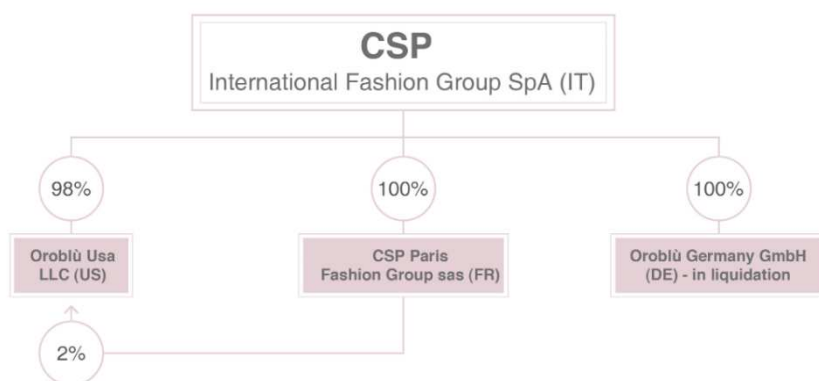 CSP
International Fashion Group SpA (IT)
98%
100%
100%
Oroblù Usa
LLC (US)
CSP Paris
Fashion Group sas (FR)
Oroblù Germany GmbH
(DE) - in liquidation
2%